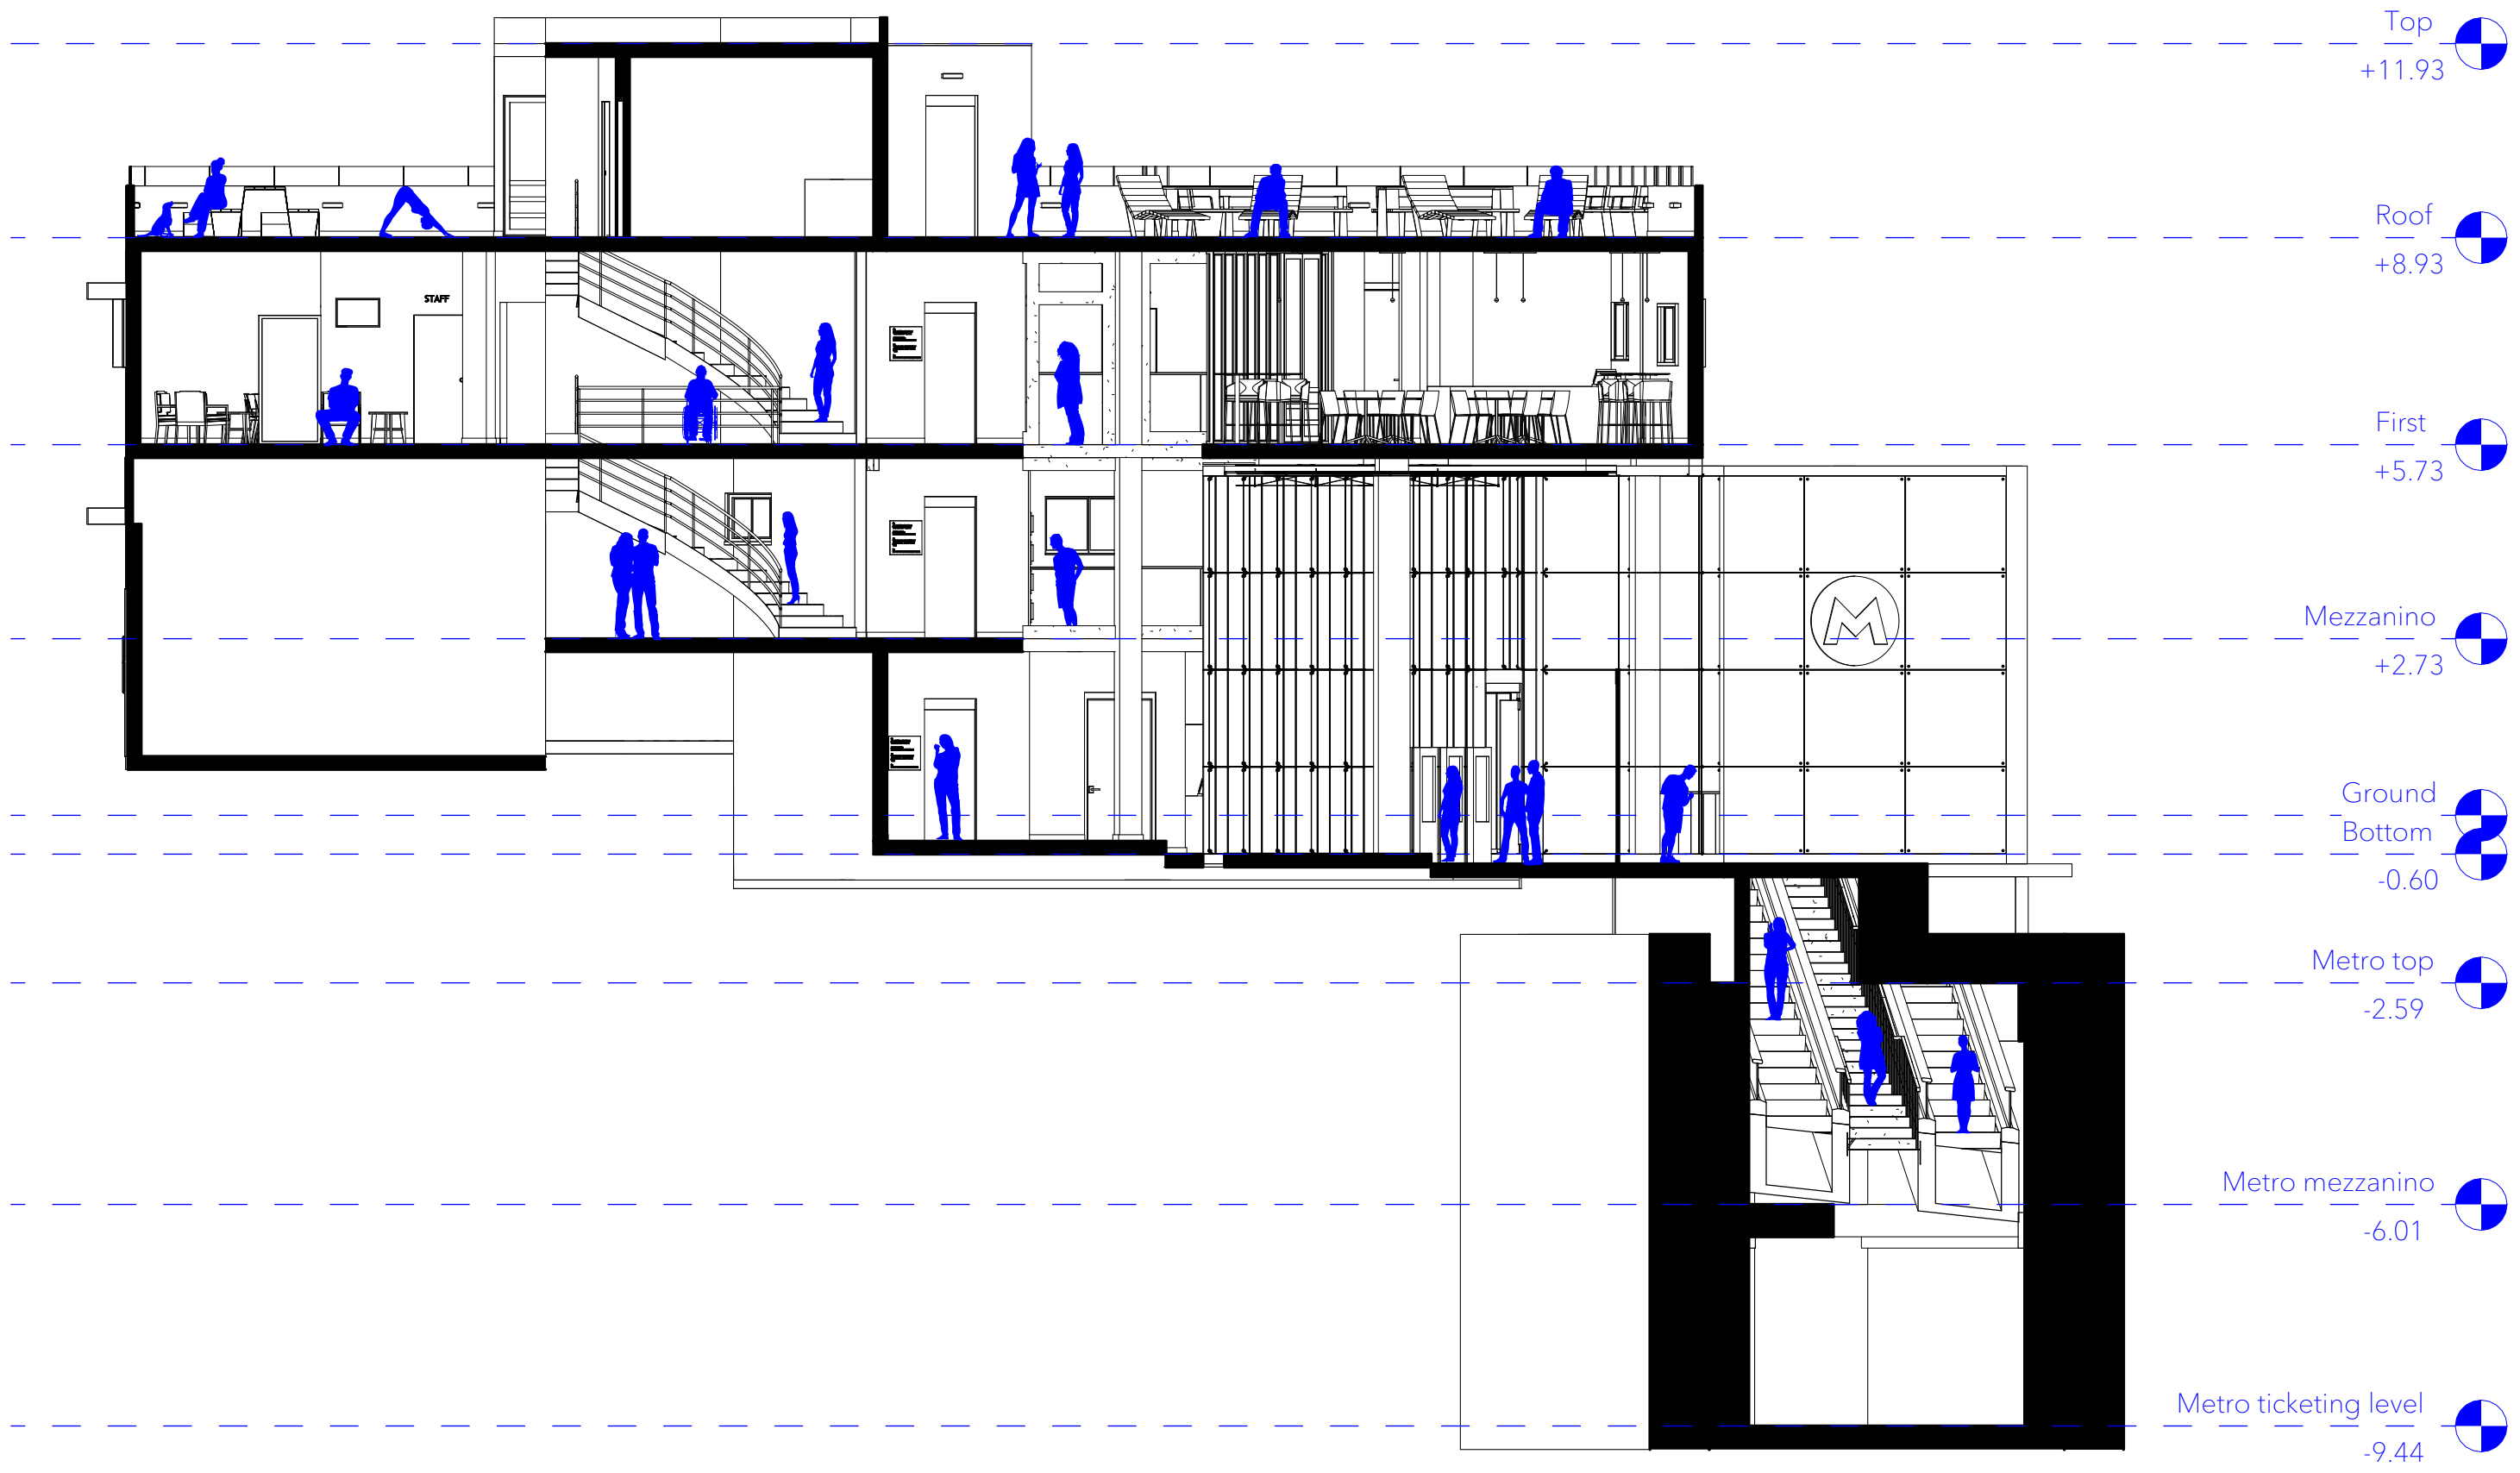 Top
+11.93
Roof
+8.93
STAFF
First
+5.73
Mezzanino
+2.73
M
Ground
Bottom
-0.60
Metro top
-2.59
Metro mezzanino
-6.01
Metro ticketing level
-9.44